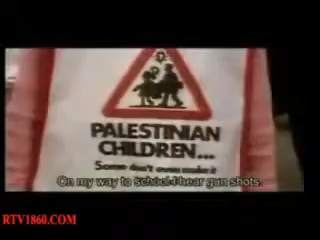 PALESTINIAN
CHILDREN...
Some don't even make it
On my way to school I hear gun shots.
RTV1860.COM